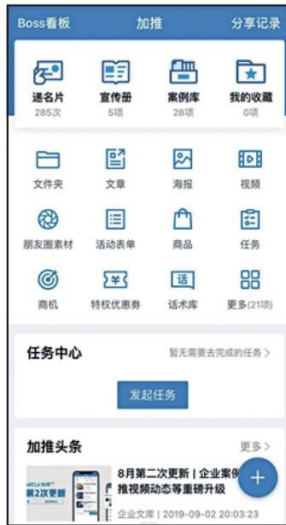 Boss看板 加推 分享记录
递名片 宣传册 案例库 我的收藏
285次 5项 28项 0项
文件夹 文章 海报 视频
朋友圈素材 活动表单 商品 任务
商机 特权优惠券 话术库 更多(21项)
任务中心 暂无需要去完成的任务
发起任务
加推头条 更多
8月第二次更新 | 企业案例
推视频动态等重磅升级
第2次更新
企业文库 | 2019-09-02 20:03:23